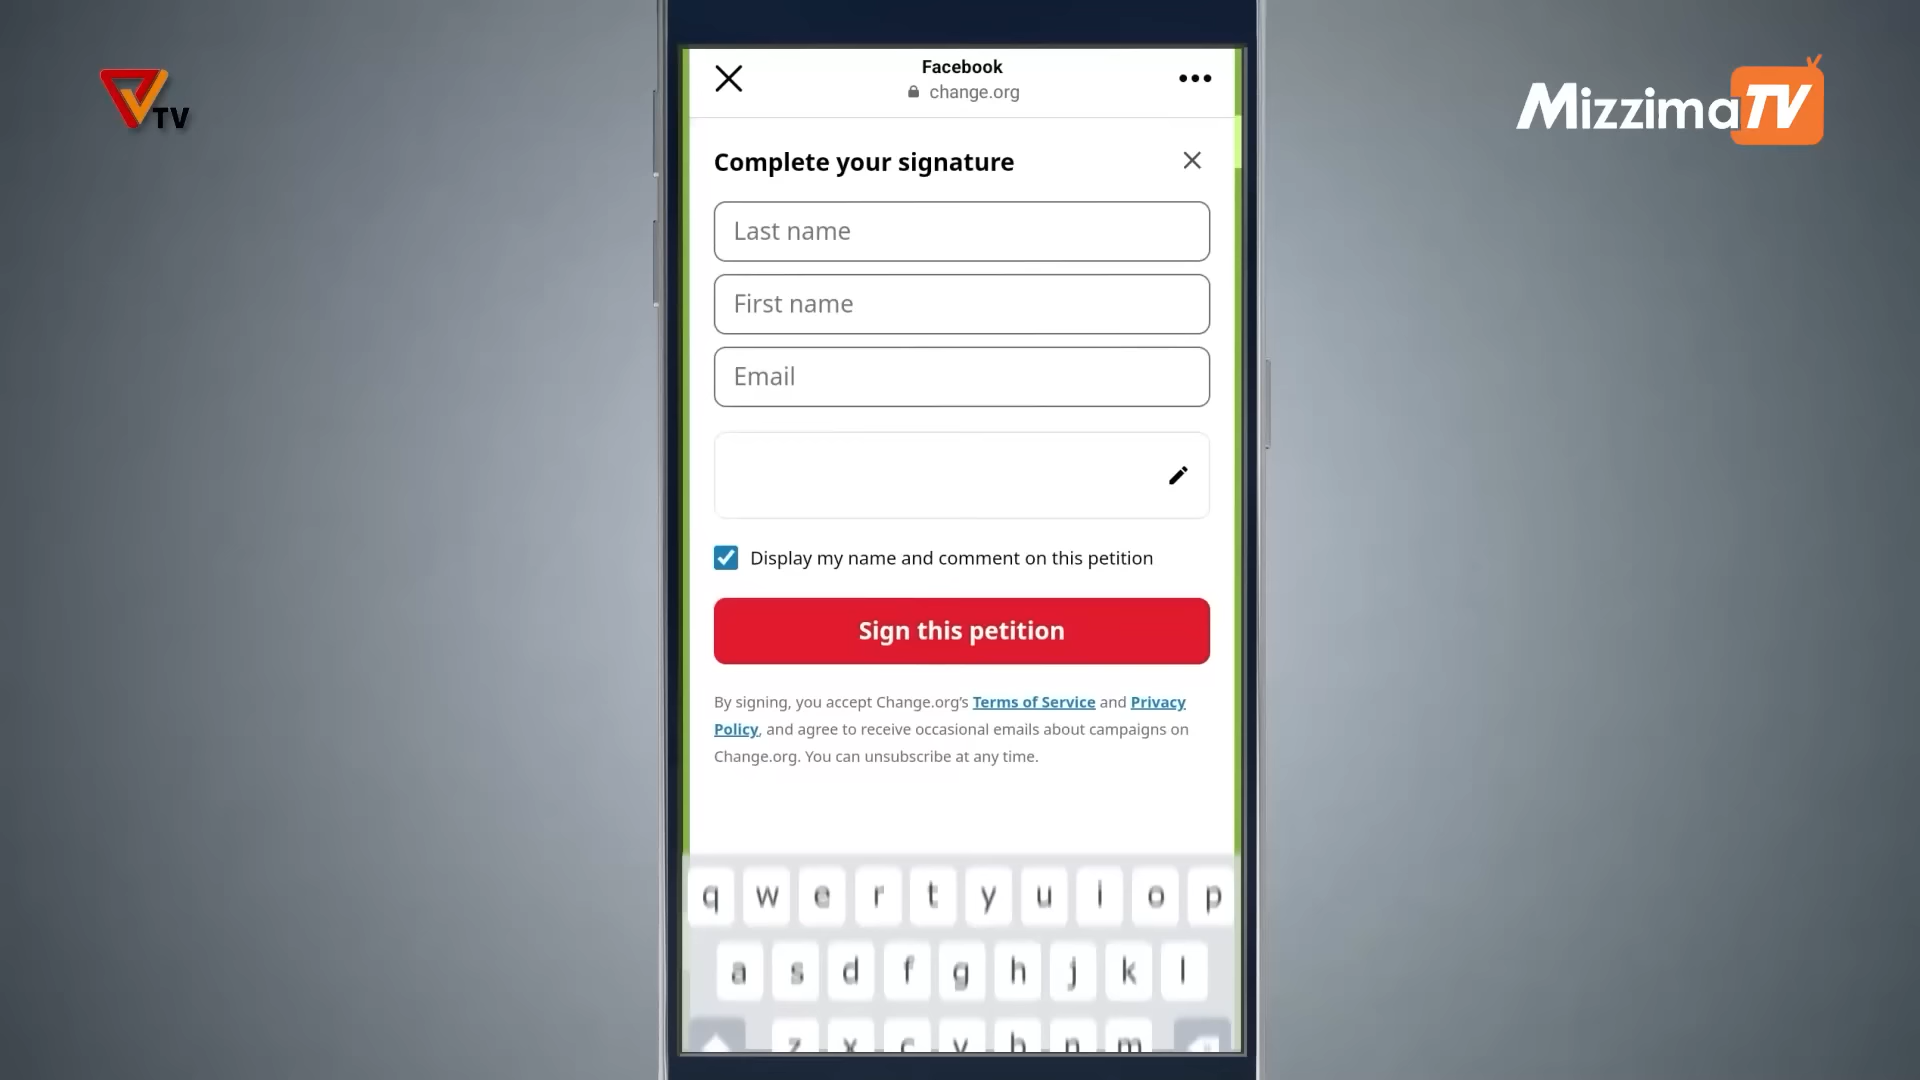 TV
Mizzima TV
Facebook
change.org
Complete your signature
Last name
First name
Email
Display my name and comment on this petition
Sign this petition
By signing, you accept Change.org's Terms of Service and Privacy
Policy, and agree to receive occasional emails about campaigns on
Change.org. You can unsubscribe at any time.
q w e r t y u i o p
a s d f g h j k l
z x c v b n m